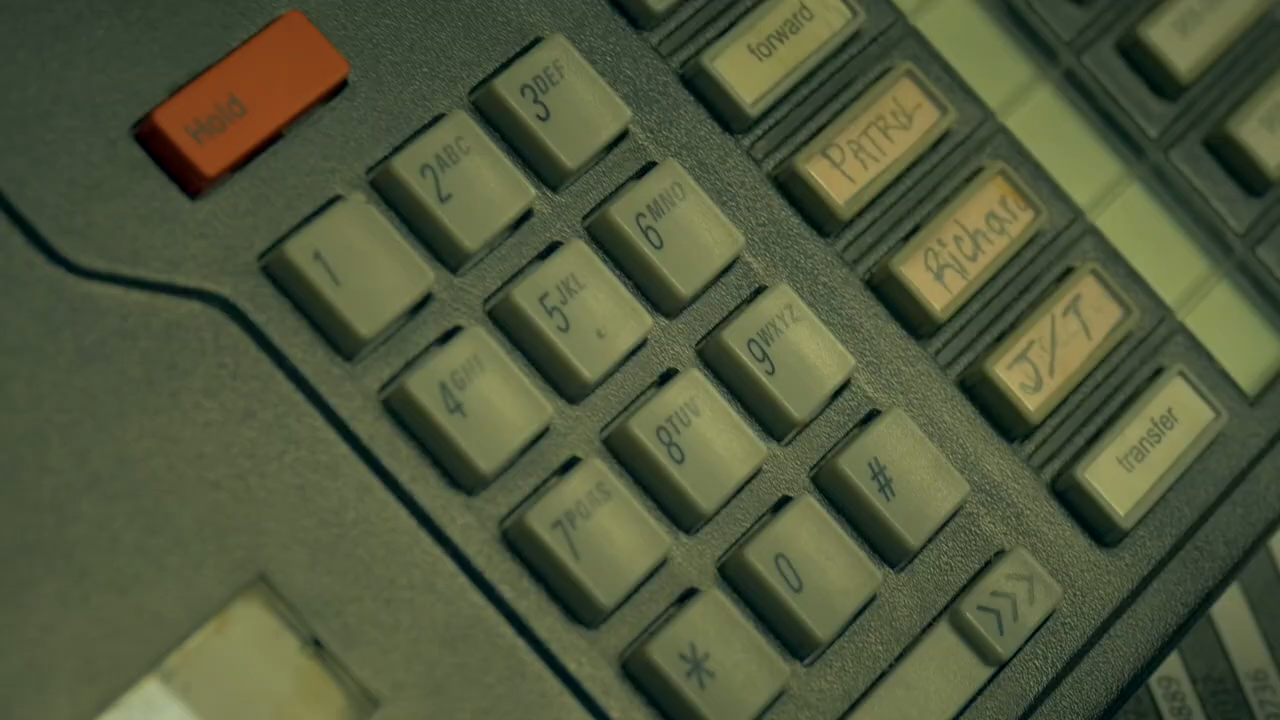 Hold
1
2ABC
3DEF
4GHI
5JKL
6MNO
7PQRS
8TUV
9WXYZ
*
0
#
>>>
forward
PATROL
Richard
J/T
transfer